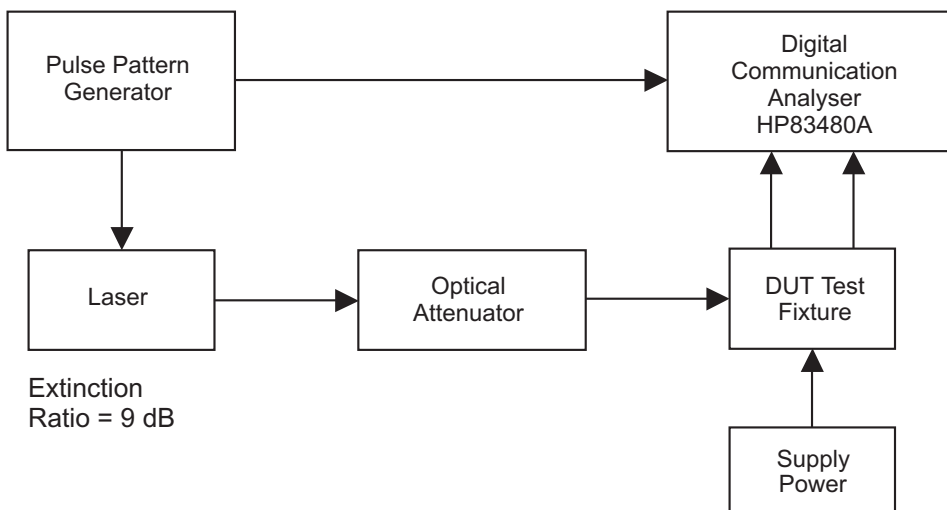 Pulse Pattern
Generator
Digital
Communication
Analyser
HP83480A
Laser
Optical
Attenuator
DUT Test
Fixture
Extinction
Ratio = 9 dB
Supply
Power